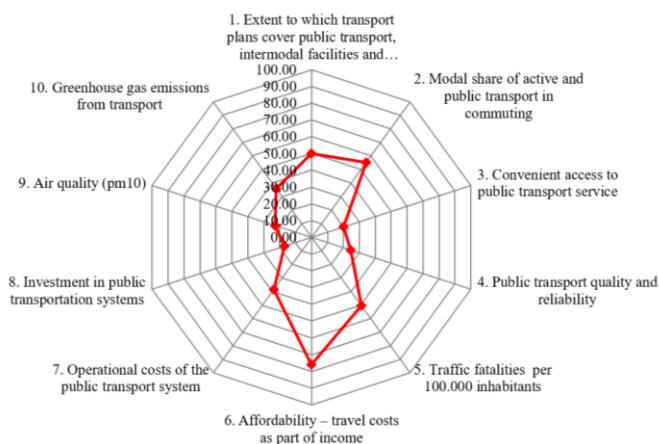 1. Extent to which transport
plans cover public transport,
intermodal facilities and…
100.00
90.00
80.00
70.00
60.00
50.00
40.00
30.00
20.00
10.00
0.00
2. Modal share of active and
public transport in
commuting
3. Convenient access to
public transport service
4. Public transport quality and
reliability
5. Traffic fatalities per
100.000 inhabitants
6. Affordability – travel costs
as part of income
7. Operational costs of the
public transport system
8. Investment in public
transportation systems
9. Air quality (pm10)
10. Greenhouse gas emissions
from transport